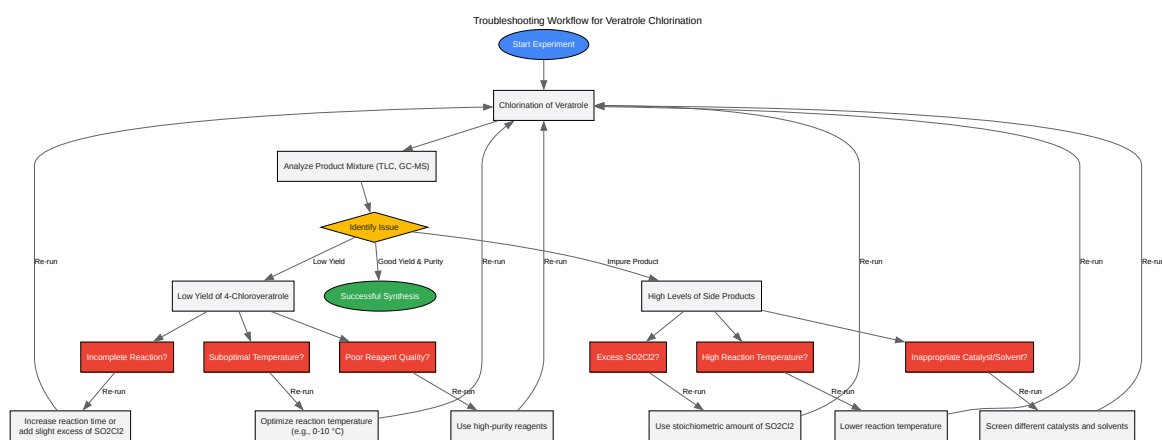 Troubleshooting Workflow for Veratrole Chlorination
Start Experiment
Chlorination of Veratrole
Analyze Product Mixture (TLC, GC-MS)
Identify Issue
Re-run
Low Yield
Good Yield & Purity
Re-run
Re-run
Impure Product
Re-run
Re-run
Re-run
Low Yield of 4-Chloroveratrole
Successful Synthesis
High Levels of Side Products
Incomplete Reaction?
Suboptimal Temperature?
Poor Reagent Quality?
Excess SO2Cl2?
High Reaction Temperature?
Inappropriate Catalyst/Solvent?
Re-run
Re-run
Re-run
Re-run
Re-run
Re-run
Increase reaction time or
add slight excess of SO2Cl2
Optimize reaction temperature
(e.g., 0-10 °C)
Use high-purity reagents
Use stoichiometric amount of SO2Cl2
Lower reaction temperature
Screen different catalysts and solvents